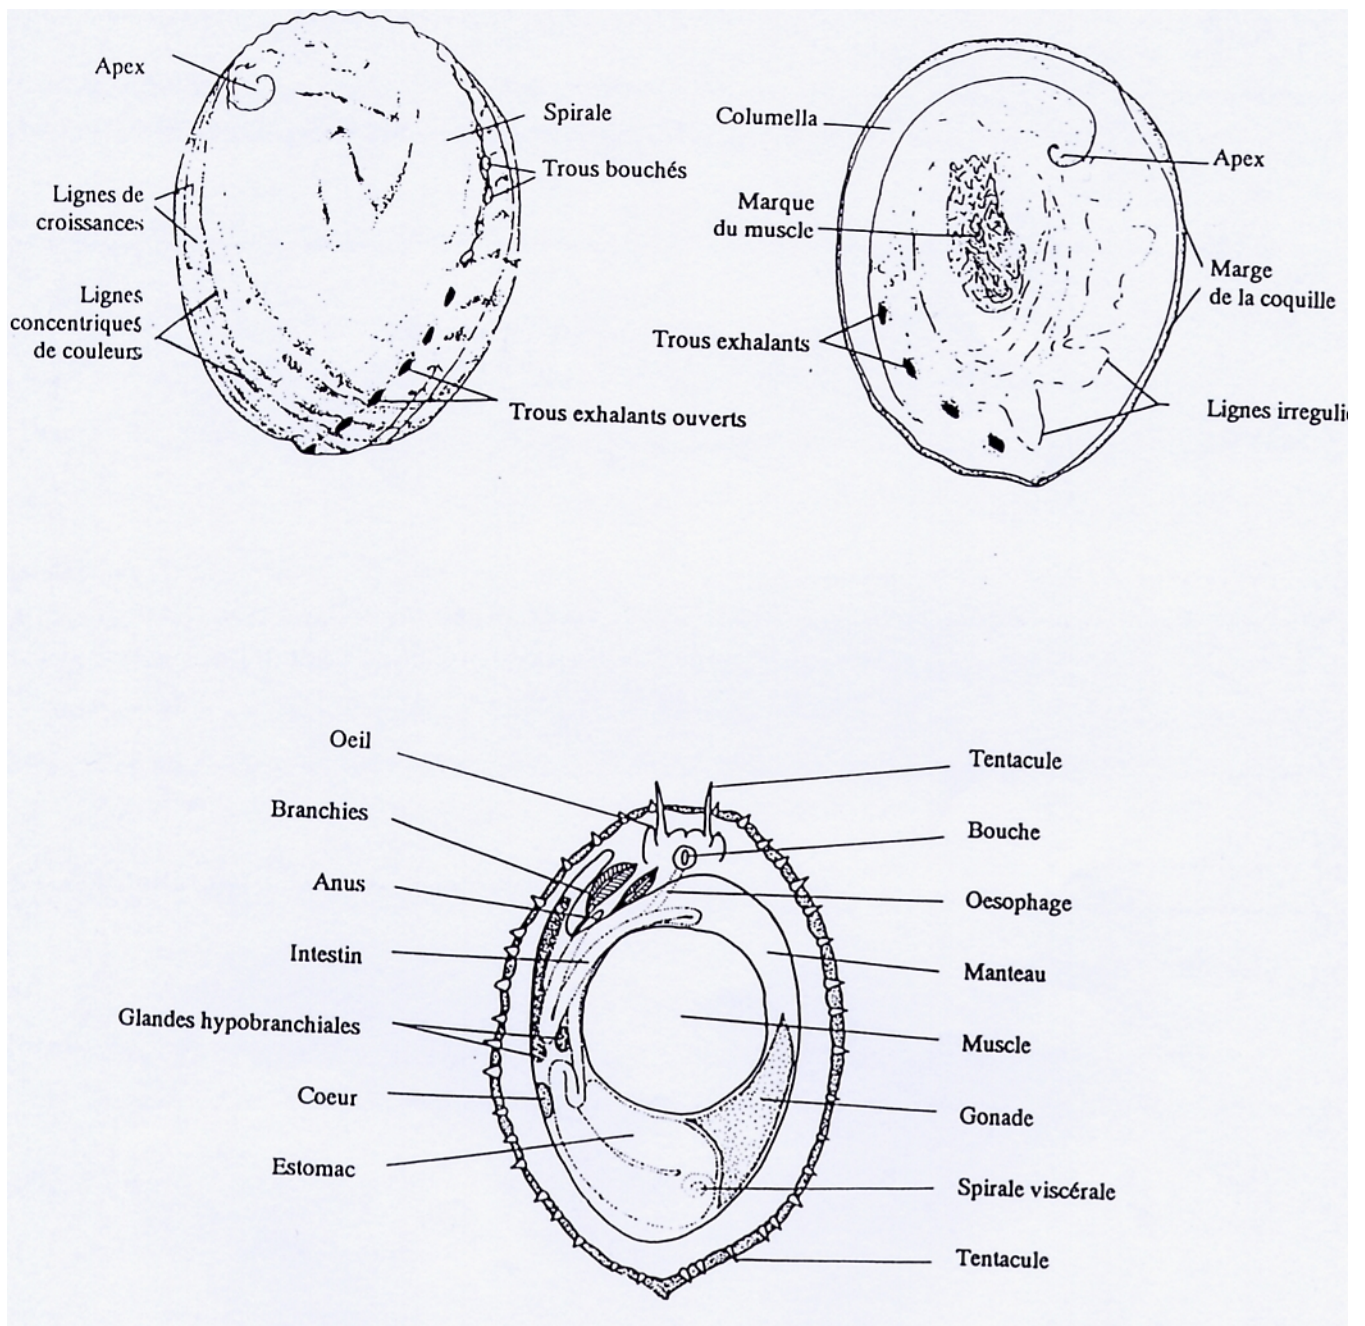 Apex
Spirale
Trous bouchés
Lignes de
croissances
Lignes
concentriques
de couleurs
Trous exhalants ouverts
Columella
Apex
Marque
du muscle
Marge
de la coquille
Trous exhalants
Lignes irreguli
Oeil
Branchies
Anus
Intestin
Glandes hypobranchiales
Coeur
Estomac
Tentacule
Bouche
Oesophage
Manteau
Muscle
Gonade
Spirale viscérale
Tentacule